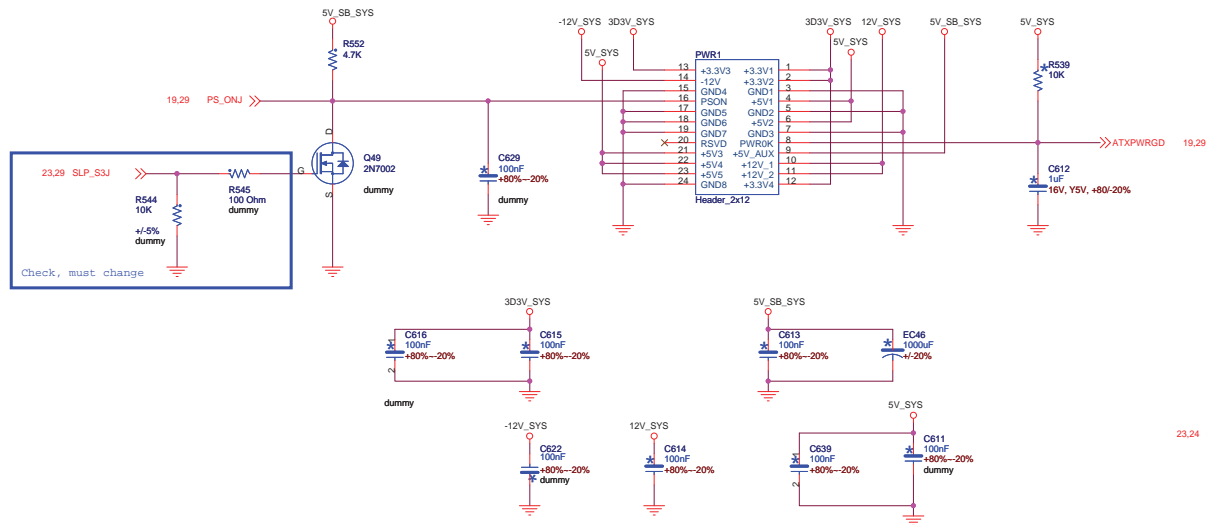 5V_SB_SYS
R552
4.7K
19,29 PS_ONJ
D
Q49
2N7002
G
S
dummy
23,29 SLP_S3J
R544
10K
+/-5%
dummy
R545
100 Ohm
dummy
Check, must change
C629
100nF
+80%~-20%
dummy
-12V_SYS
3D3V_SYS
5V_SYS
PWR1
13 +3.3V3 +3.3V1 1
14 -12V +3.3V2 2
15 GND4 GND1 3
16 PSON +5V1 4
17 GND5 GND2 5
18 GND6 +5V2 6
19 GND7 GND3 7
20 RSVD PWR0K 8
21 +5V3 +5V_AUX 9
22 +5V4 +12V_1 10
23 +5V5 +12V_2 11
24 GND8 +3.3V4 12
Header_2x12
3D3V_SYS
12V_SYS
5V_SYS
5V_SB_SYS
5V_SYS
R539
10K
ATXPWRGD 19,29
C612
1uF
16V, Y5V, +80/-20%
3D3V_SYS
1
C616
100nF
+80%~-20%
2
dummy
C615
100nF
+80%~-20%
5V_SB_SYS
C613
100nF
+80%~-20%
EC46
1000uF
+/-20%
-12V_SYS
C622
100nF
+80%~-20%
dummy
12V_SYS
C614
100nF
+80%~-20%
5V_SYS
1
C639
100nF
+80%~-20%
2
C611
100nF
+80%~-20%
dummy
23,24